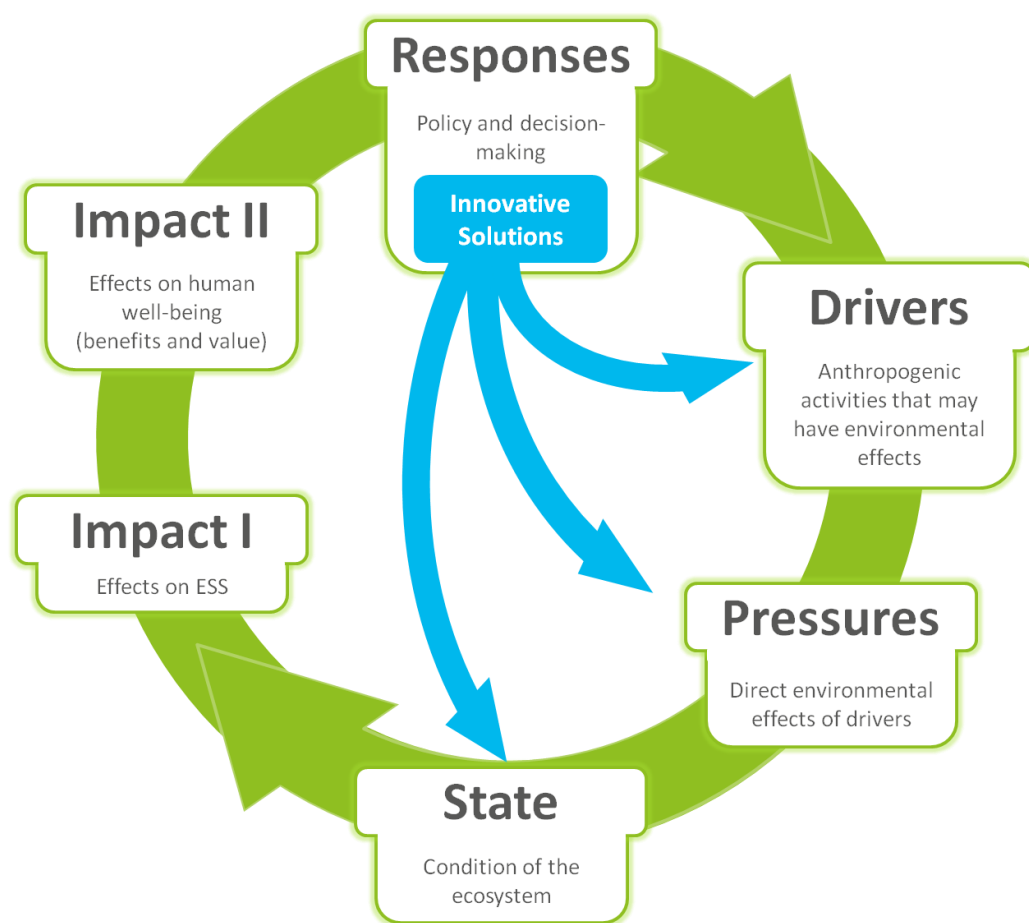 Responses
Policy and decision-
making
Innovative
Solutions
Drivers
Anthropogenic
activities that may
have environmental
effects
Pressures
Direct environmental
effects of drivers
State
Condition of the
ecosystem
Impact I
Effects on ESS
Impact II
Effects on human
well-being
(benefits and value)